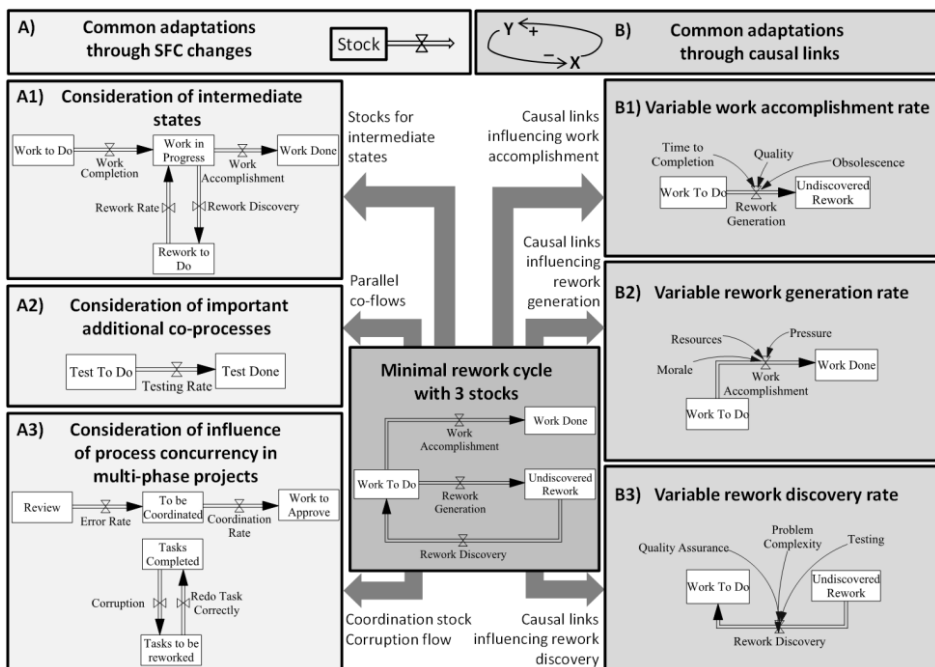 A) Common adaptations
through SFC changes
Stock
Y + − X
B) Common adaptations
through causal links
A1) Consideration of intermediate
states
Work to Do
Work
Completion
Work in
Progress
Work
Accomplishment
Work Done
Rework Rate
Rework Discovery
Rework to
Do
A2) Consideration of important
additional co-processes
Test To Do
Testing Rate
Test Done
A3) Consideration of influence
of process concurrency in
multi-phase projects
Review
Error Rate
To be
Coordinated
Coordination
Rate
Work to
Approve
Tasks
Completed
Corruption
Redo Task
Correctly
Tasks to be
reworked
Stocks for
intermediate
states
Parallel
co-flows
Causal links
influencing work
accomplishment
Causal links
influencing
rework
generation
Minimal rework cycle
with 3 stocks
Work Done
Work
Accomplishment
Work To Do
Rework
Generation
Undiscovered
Rework
Rework Discovery
Coordination stock
Corruption flow
Causal links
influencing rework
discovery
B1) Variable work accomplishment rate
Time to
Completion
Quality
Obsolescence
Work To Do
Rework
Generation
Undiscovered
Rework
B2) Variable rework generation rate
Resources
Pressure
Morale
Work
Accomplishment
Work Done
Work To Do
B3) Variable rework discovery rate
Quality Assurance
Problem
Complexity
Testing
Work To Do
Undiscovered
Rework
Rework Discovery